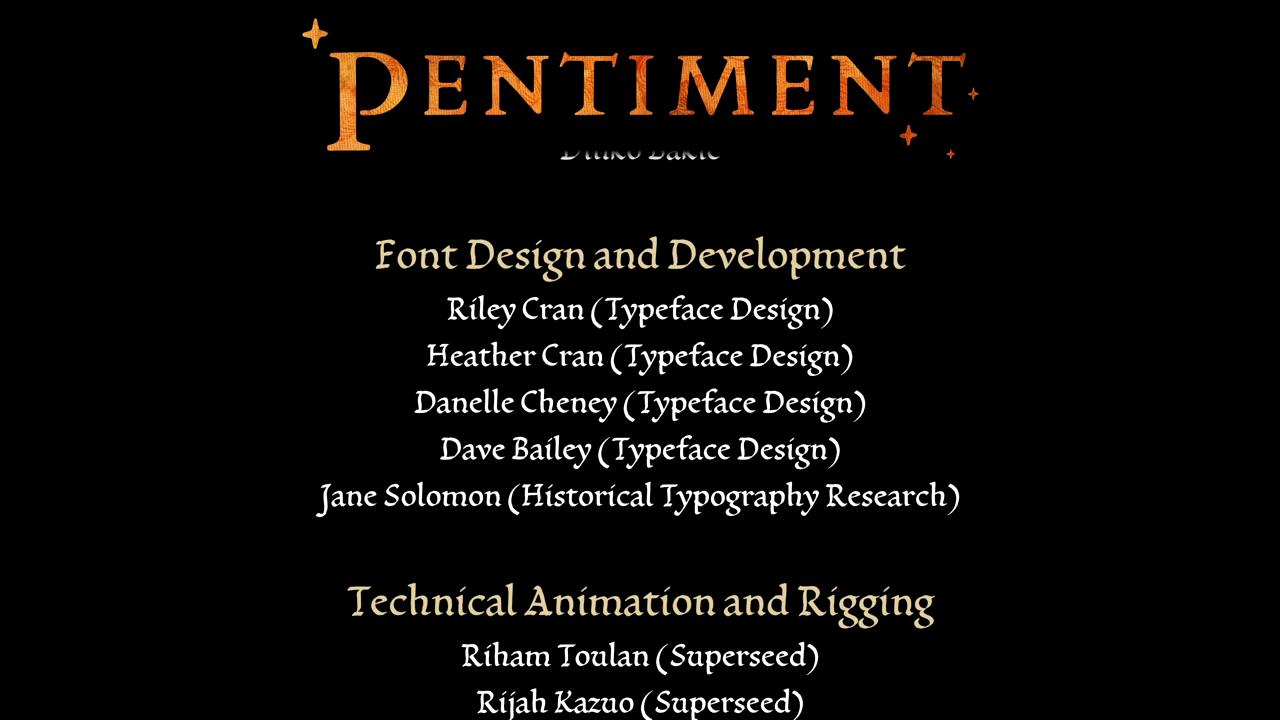 PENTIMENT
Font Design and Development
Riley Cran (Typeface Design)
Heather Cran (Typeface Design)
Danelle Cheney (Typeface Design)
Dave Bailey (Typeface Design)
Jane Solomon (Historical Typography Research)
Technical Animation and Rigging
Riham Toulan (Superseed)
Rijah Kazuo (Superseed)